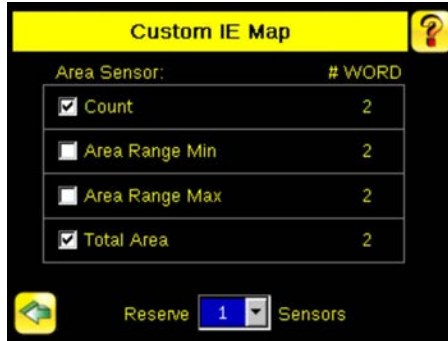 Custom IE Map ?
Area Sensor: # WORD
Count 2
Area Range Min 2
Area Range Max 2
Total Area 2
Reserve 1 Sensors